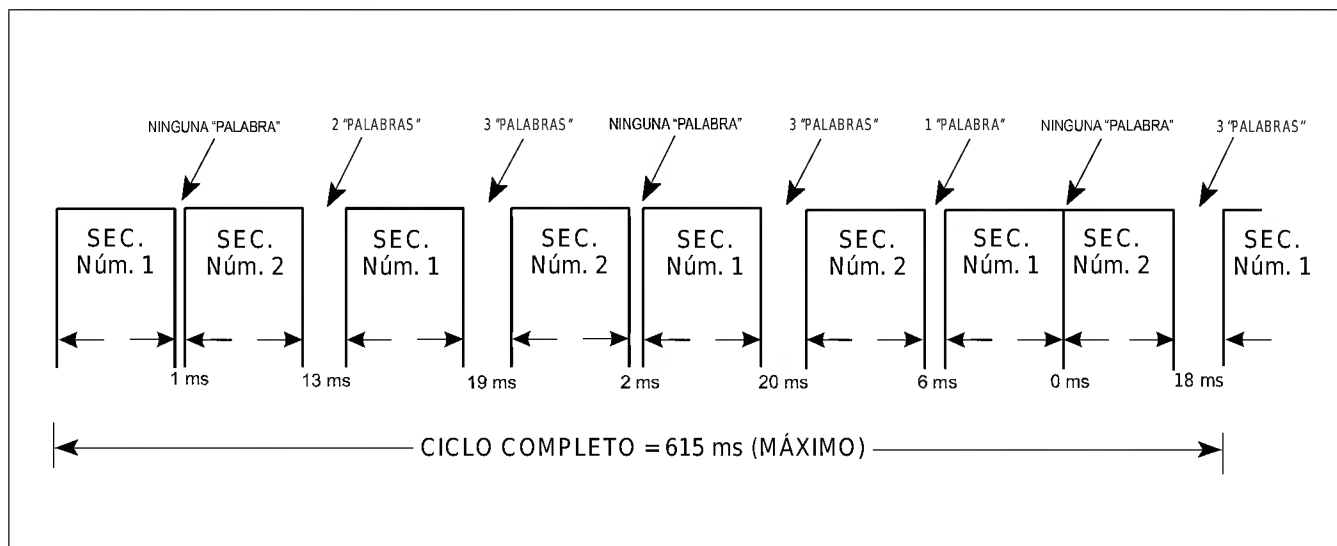 NINGUNA "PALABRA"
2 "PALABRAS"
3 "PALABRAS"
NINGUNA "PALABRA"
3 "PALABRAS"
1 "PALABRA"
NINGUNA "PALABRA"
3 "PALABRAS"
SEC.
Núm. 1
SEC.
Núm. 2
SEC.
Núm. 1
SEC.
Núm. 2
SEC.
Núm. 1
SEC.
Núm. 2
SEC.
Núm. 1
SEC.
Núm. 2
SEC.
Núm. 1
1 ms
13 ms
19 ms
2 ms
20 ms
6 ms
0 ms
18 ms
CICLO COMPLETO = 615 ms (MÁXIMO)